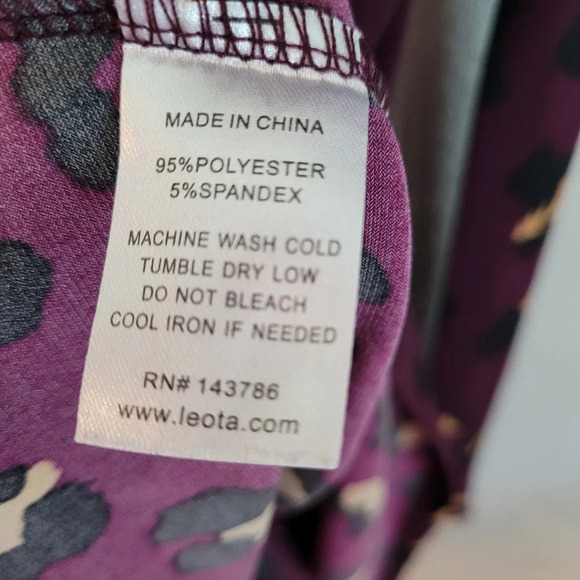 MADE IN CHINA
95%POLYESTER
5%SPANDEX
MACHINE WASH COLD
TUMBLE DRY LOW
DO NOT BLEACH
COOL IRON IF NEEDED
RN# 143786
www.leota.com